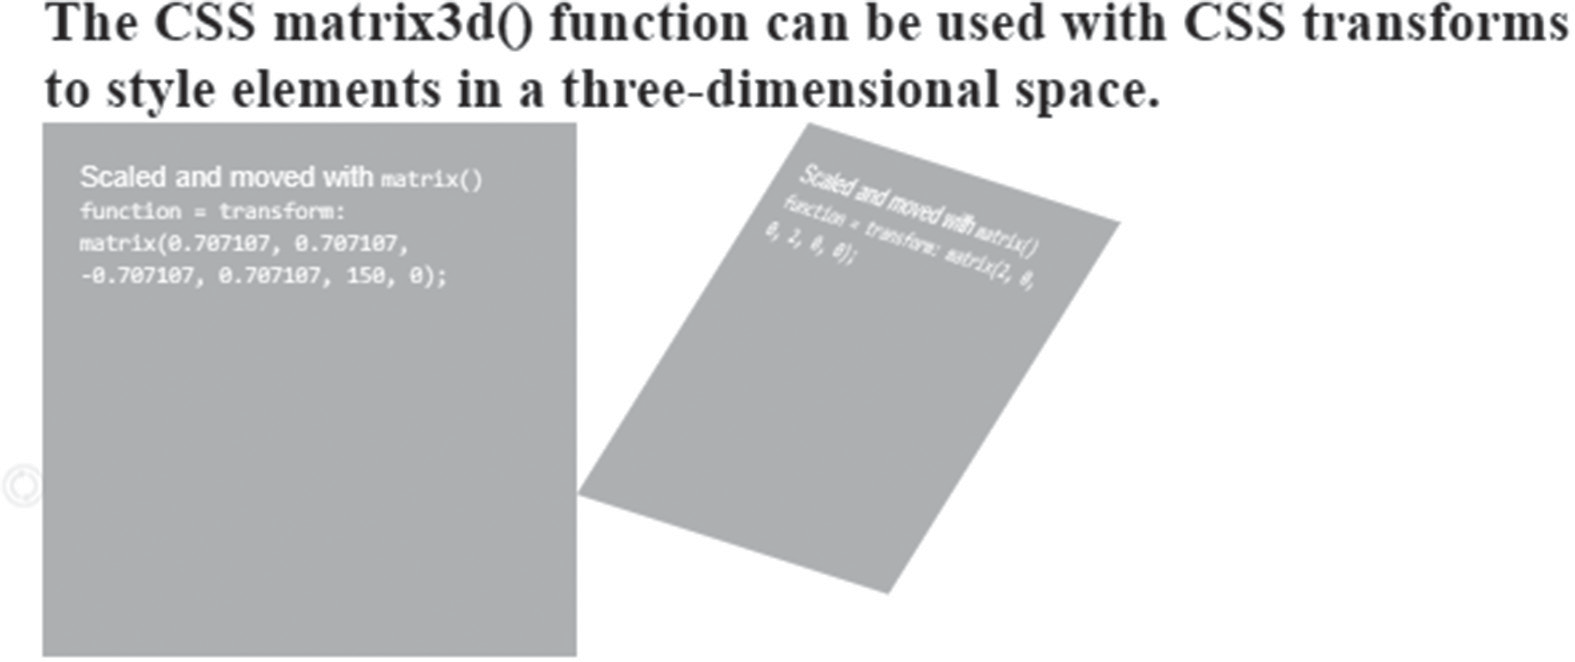 The CSS matrix3d() function can be used with CSS transforms
to style elements in a three-dimensional space.
Scaled and moved with matrix()
function = transform:
matrix(0.707107, 0.707107,
-0.707107, 0.707107, 150, 0);
Scaled and moved with matrix()
function = transform: matrix(2, 0,
0, 2, 0, 0);